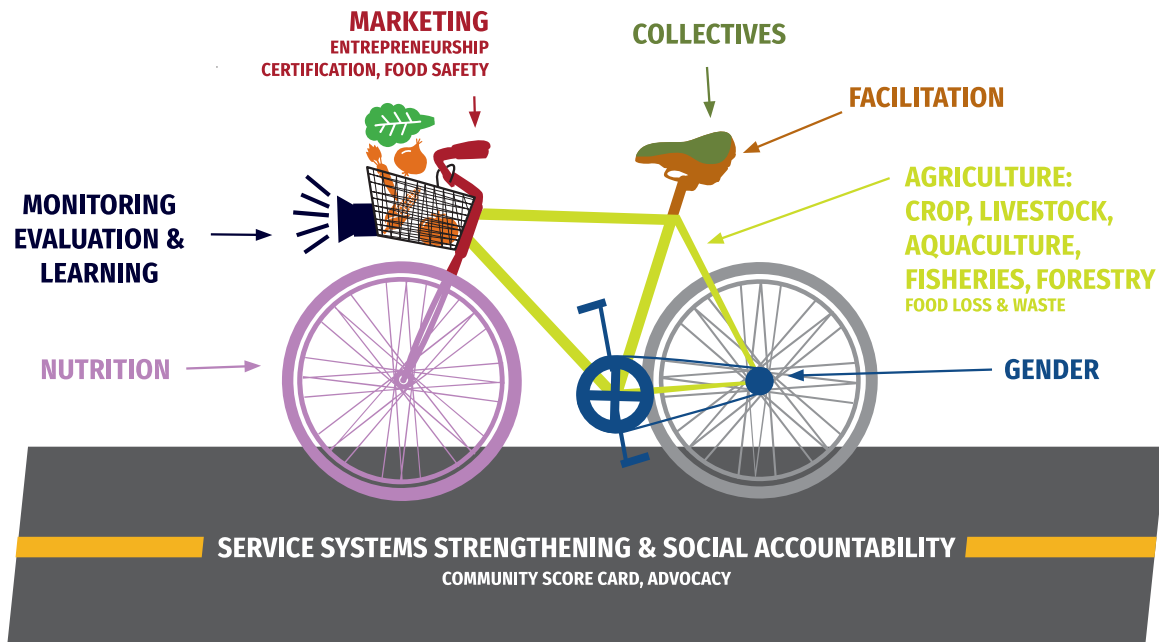 MARKETING
ENTREPRENEURSHIP
CERTIFICATION, FOOD SAFETY
COLLECTIVES
FACILITATION
AGRICULTURE:
CROP, LIVESTOCK,
AQUACULTURE,
FISHERIES, FORESTRY
FOOD LOSS & WASTE
MONITORING
EVALUATION &
LEARNING
NUTRITION
GENDER
SERVICE SYSTEMS STRENGTHENING & SOCIAL ACCOUNTABILITY
COMMUNITY SCORE CARD, ADVOCACY